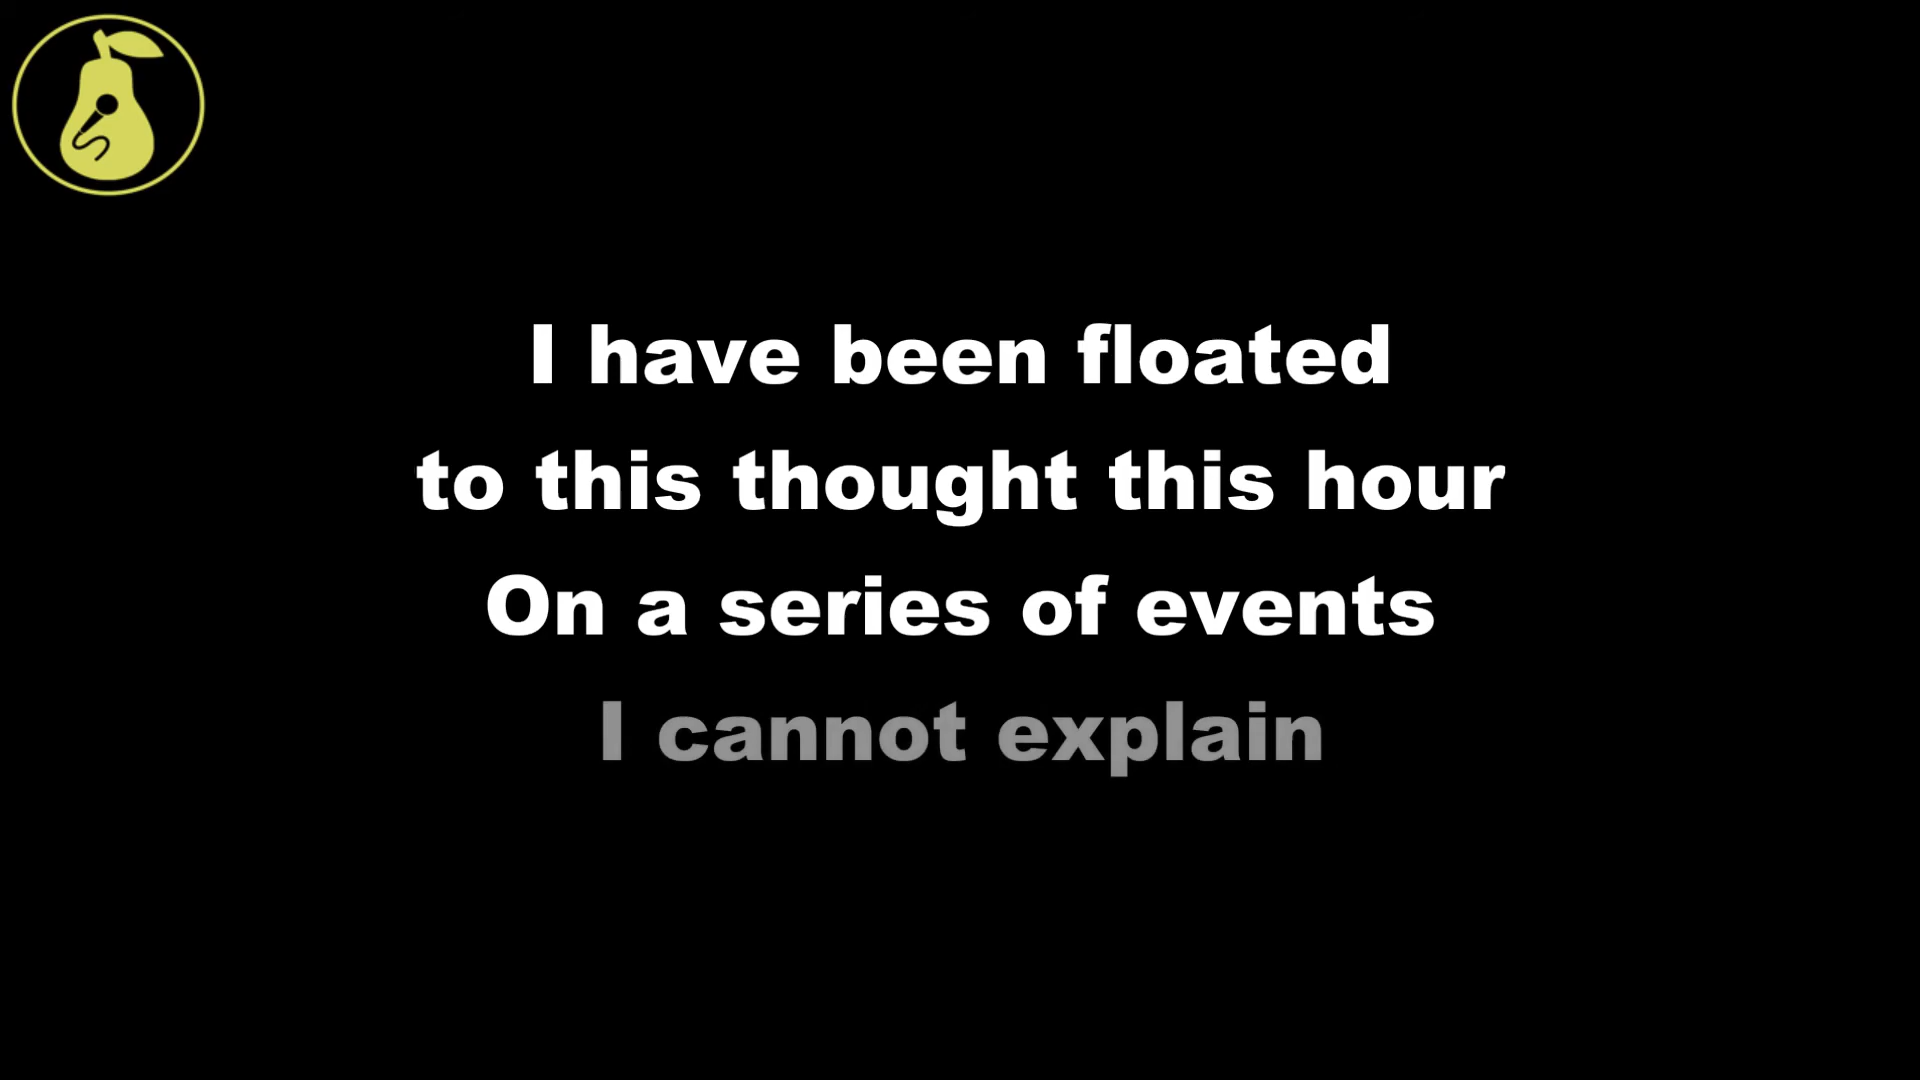 I have been floated
to this thought this hour
On a series of events
I cannot explain